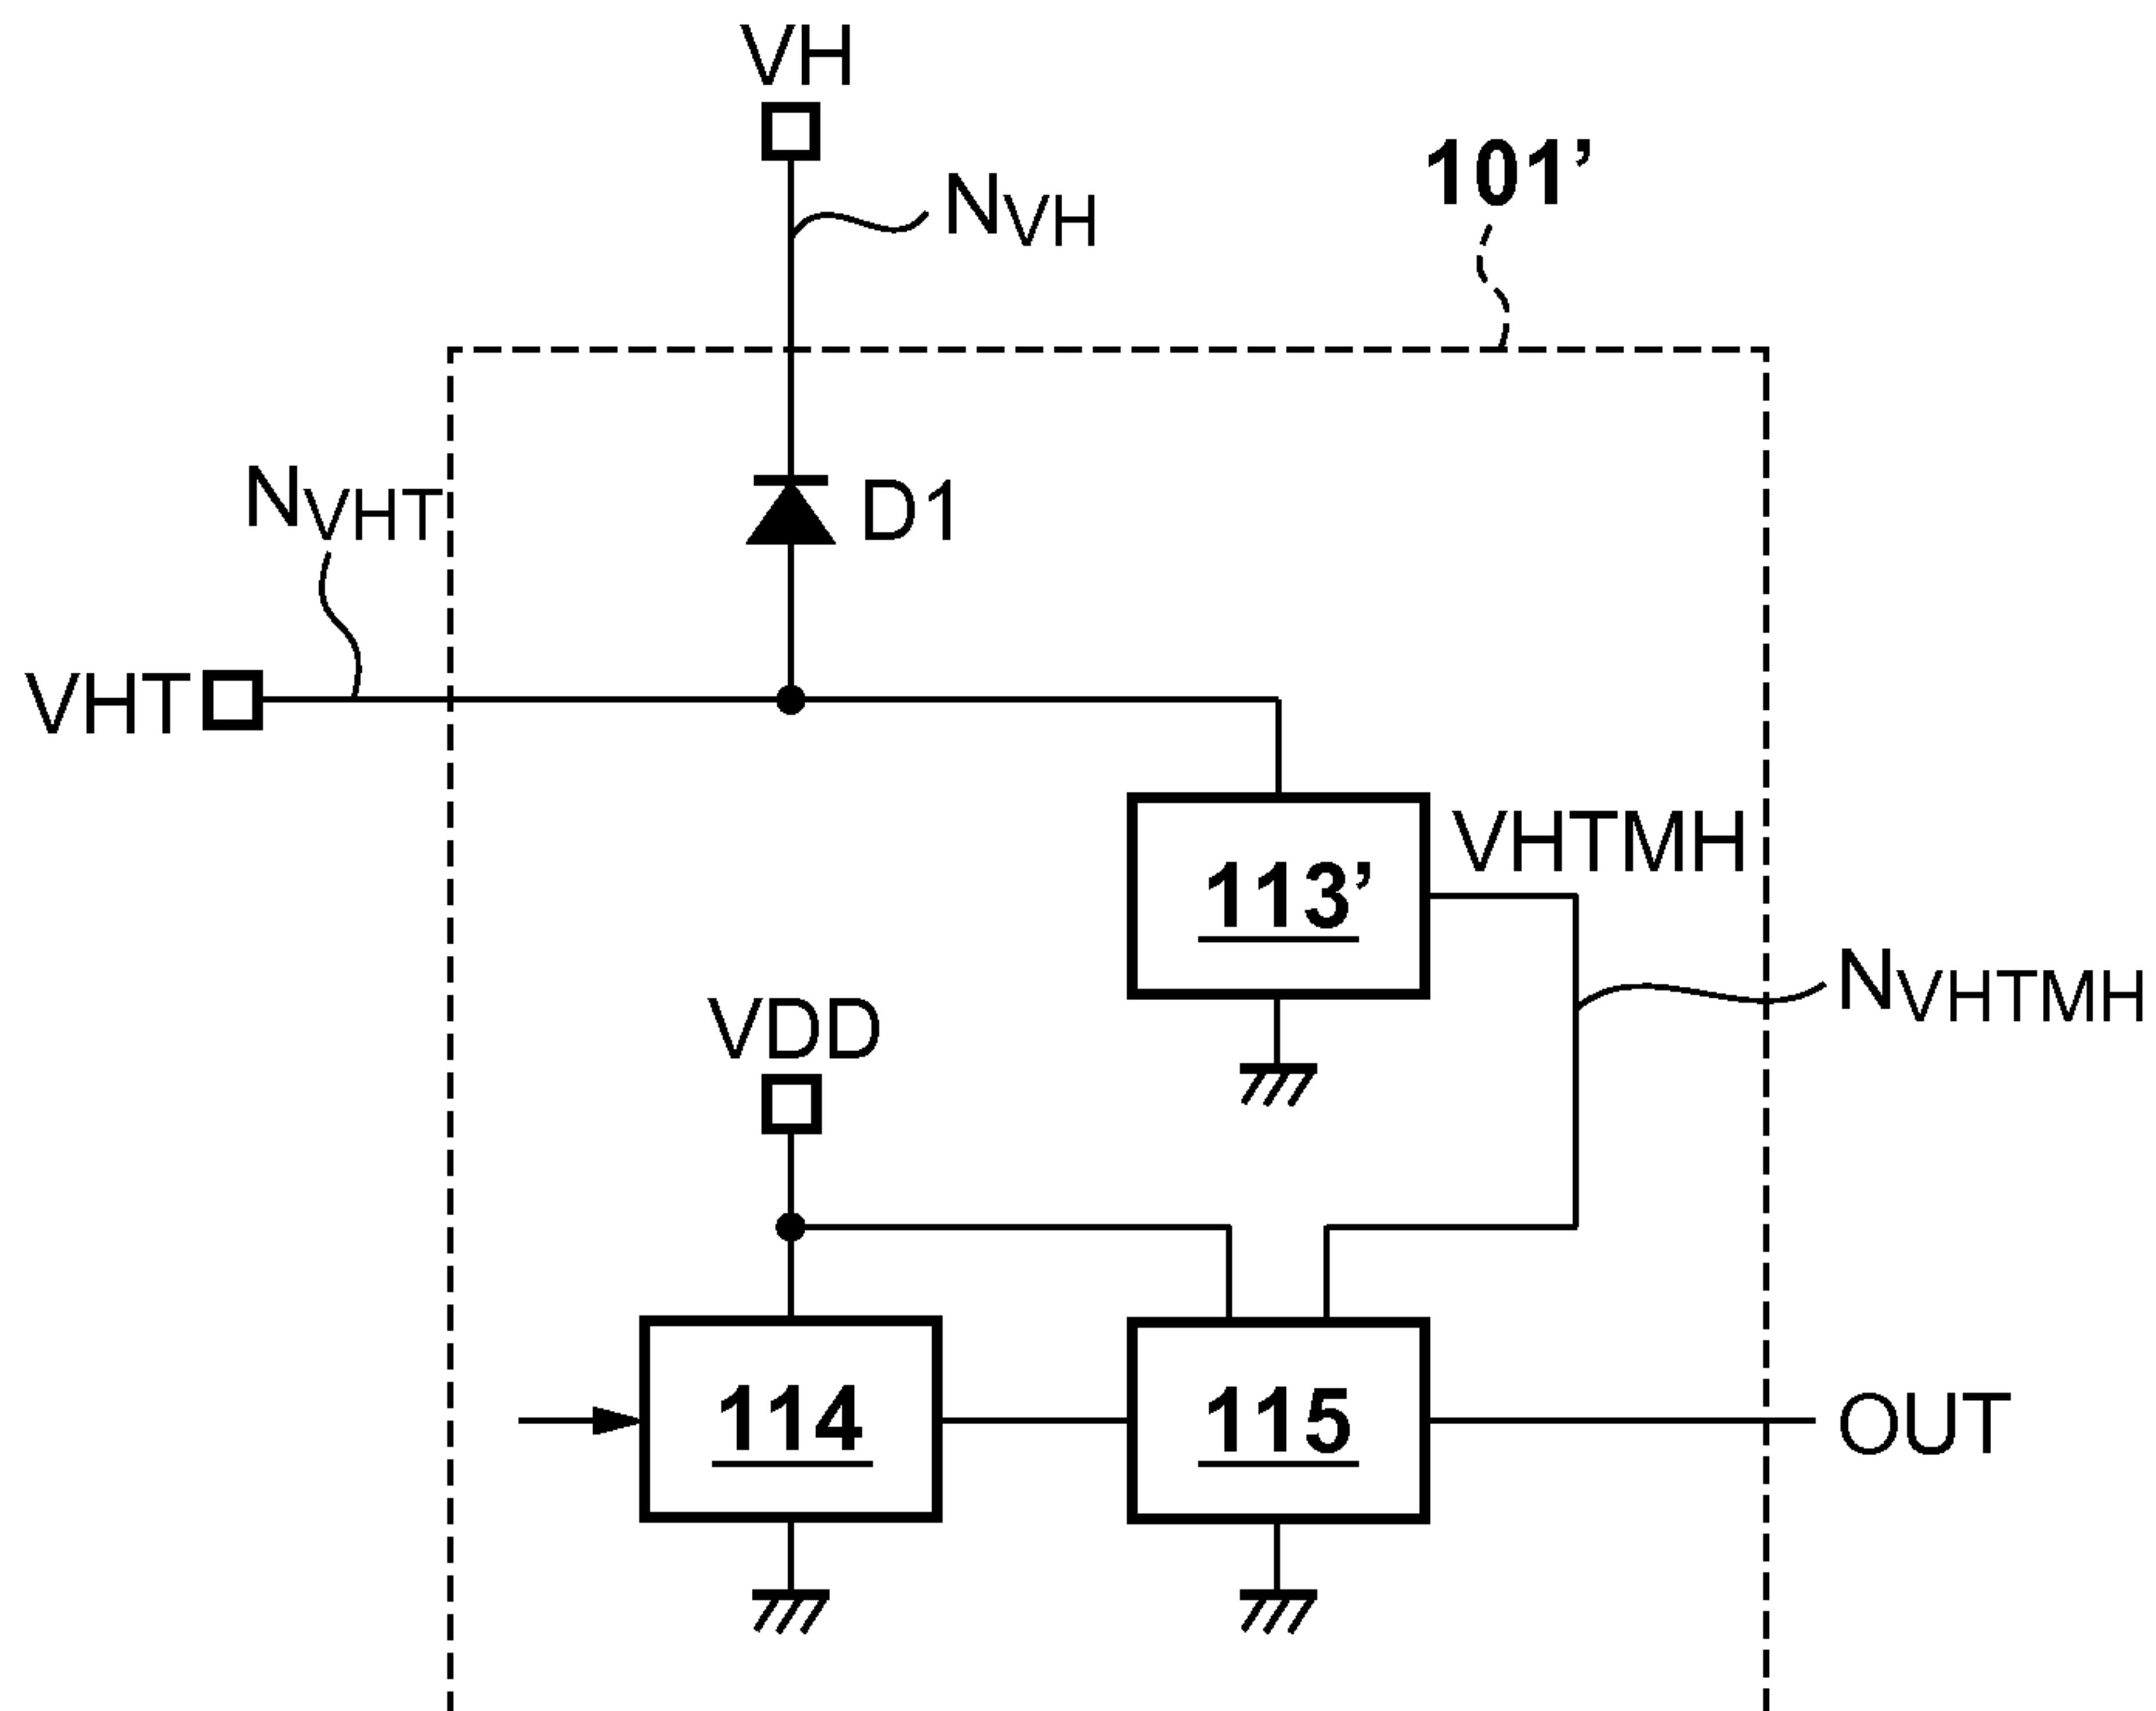 VH
NVH
101’
NVHT
D1
VHT
113’
VHTMH
NVHTMH
VDD
114
115
OUT